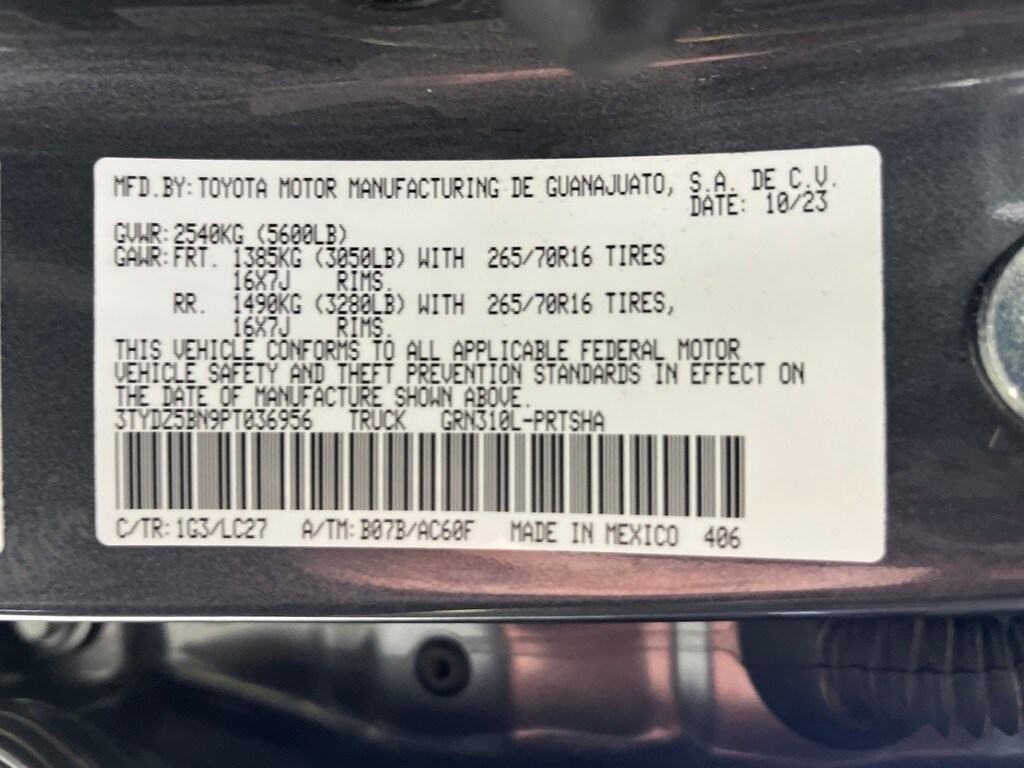 MFD.BY:TOYOTA MOTOR MANUFACTURING DE GUANAJUATO, S.A. DE C.V.
DATE: 10/23
GVWR:2540KG (5600LB)
GAWR:FRT. 1385KG (3050LB) WITH 265/70R16 TIRES
16X7J RIMS.
RR. 1490KG (3280LB) WITH 265/70R16 TIRES,
16X7J RIMS.
THIS VEHICLE CONFORMS TO ALL APPLICABLE FEDERAL MOTOR
VEHICLE SAFETY AND THEFT PREVENTION STANDARDS IN EFFECT ON
THE DATE OF MANUFACTURE SHOWN ABOVE.
3TYDZ5BN9PT036956 TRUCK GRN310L-PRTSHA
C/TR:1G3/LC27 A/TM:B07B/AC60F MADE IN MEXICO 406